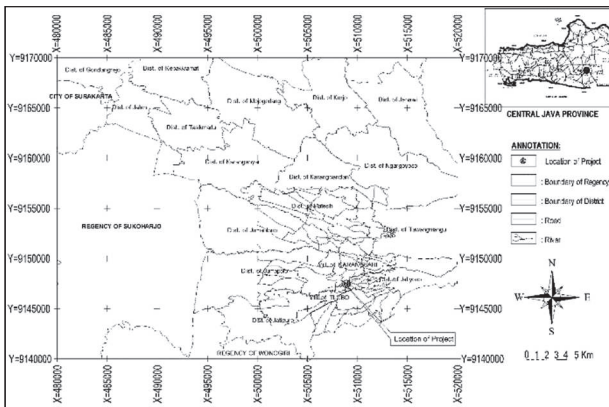 X=480000
X=485000
X=490000
X=495000
X=500000
X=505000
X=510000
X=515000
X=520000
Y=9170000
Y=9170000
Dist. of Gondangrejo
Dist. of Kebakkramat
CITY OF SURAKARTA
Dist. of Jaten
Dist. of Mojogedang
Dist. of Kerjo
Dist. of Jenawi
Y=9165000
Y=9165000
Dist. of Tasikmadu
Y=9160000
Y=9160000
Dist. of Karanganyar
Dist. of Karangpandan
Dist. of Ngargoyoso
Y=9155000
Y=9155000
Dist. of Matesih
REGENCY OF SUKOHARJO
Dist. of Jumantono
Dist. of Tawangmangu
Y=9150000
Y=9150000
Vill. of KARANGSARI
Dist. of Jumapolo
Dist. of Jatiyoso
Vill. of TLOBO
Y=9145000
Y=9145000
Dist. of Jatipuro
Location of Project
REGENCY OF WONOGIRI
Y=9140000
Y=9140000
X=480000
X=485000
X=490000
X=495000
X=500000
X=505000
X=510000
X=515000
X=520000
CENTRAL JAVA PROVINCE
ANNOTATION:
: Location of Project
: Boundary of Regency
: Boundary of District
: Road
: River
N
W
E
S
0 1 2 3 4 5 Km